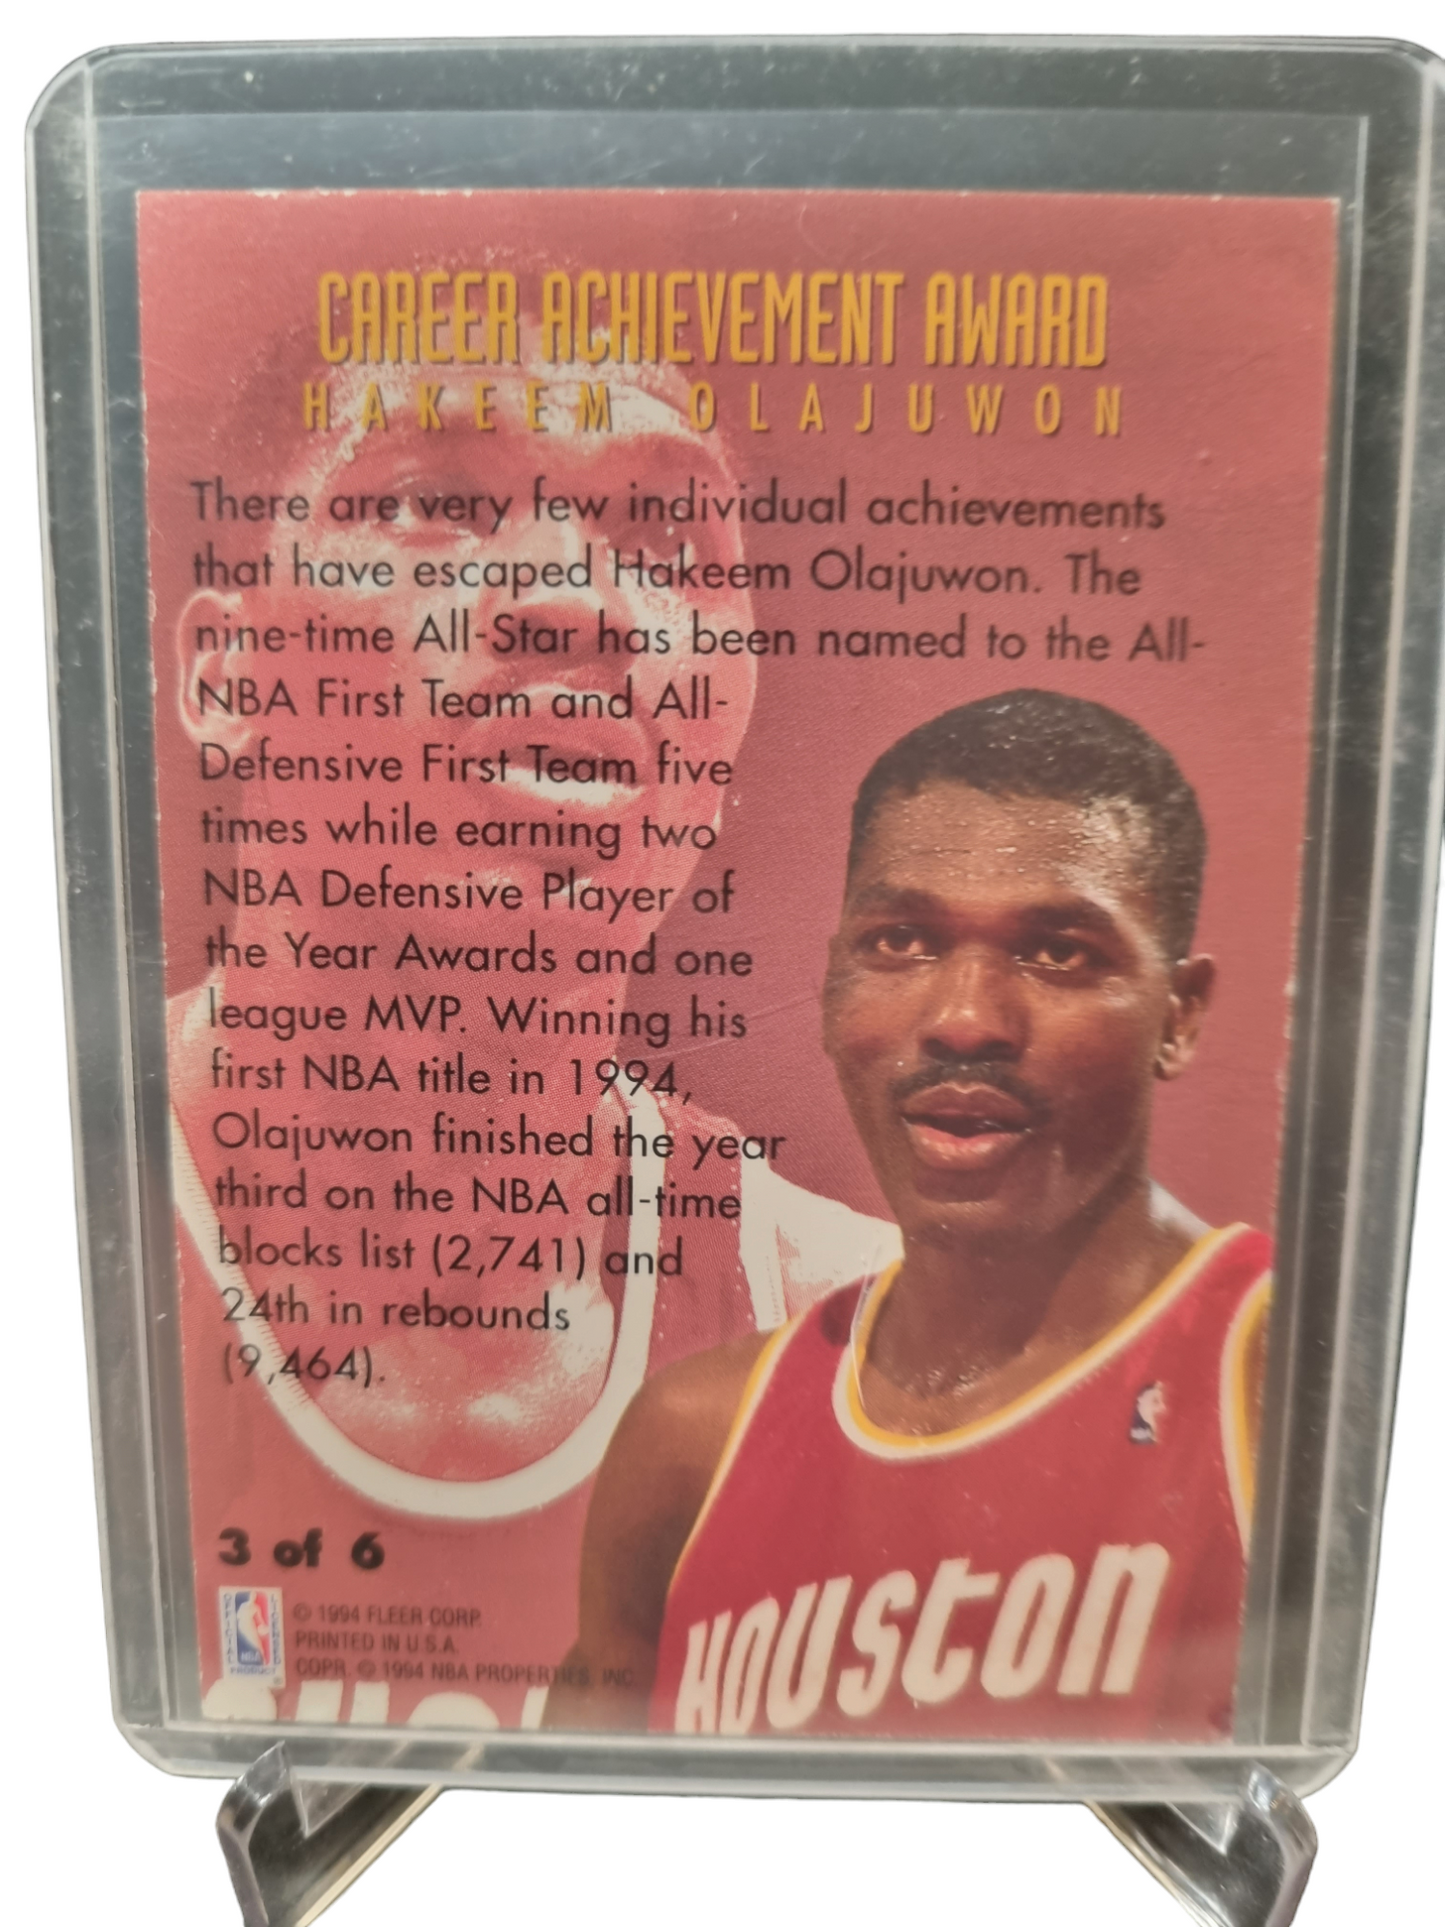 CAREER ACHIEVEMENT AWARD
HAKEEM OLAJUWON
There are very few individual achievements
that have escaped Hakeem Olajuwon. The
nine-time All-Star has been named to the All-
NBA First Team and All-
Defensive First Team five
times while earning two
NBA Defensive Player of
the Year Awards and one
league MVP. Winning his
first NBA title in 1994,
Olajuwon finished the year
third on the NBA all-time
blocks list (2,741) and
24th in rebounds
(9,464).
HOUSTON
3 of 6
© 1994 FLEER CORP.
PRINTED IN U.S.A.
COPR. © 1994 NBA PROPERTIES, INC.